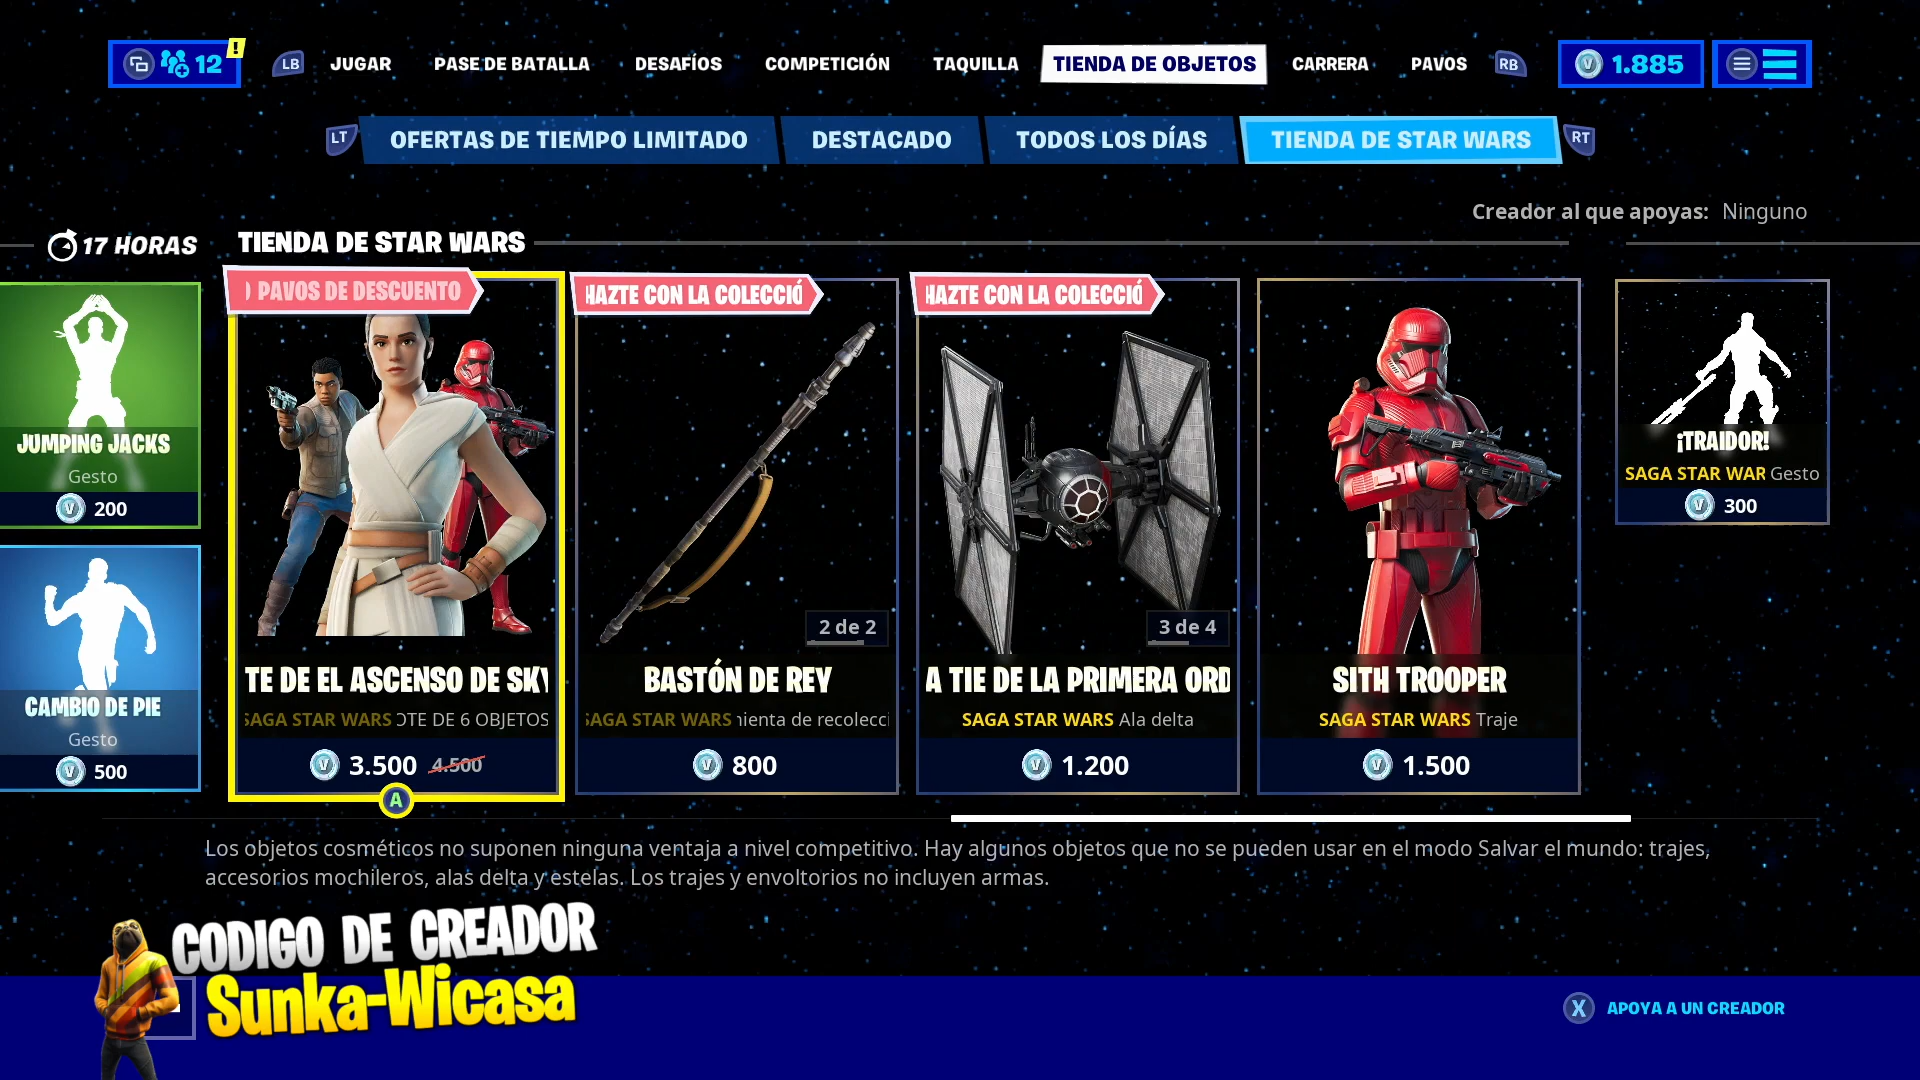 12
!
LB
JUGAR
PASE DE BATALLA
DESAFÍOS
COMPETICIÓN
TAQUILLA
TIENDA DE OBJETOS
CARRERA
PAVOS
RB
1.885
LT
OFERTAS DE TIEMPO LIMITADO
DESTACADO
TODOS LOS DÍAS
TIENDA DE STAR WARS
RT
Creador al que apoyas: Ninguno
17 HORAS
TIENDA DE STAR WARS
JUMPING JACKS
Gesto
200
CAMBIO DE PIE
Gesto
500
PAVOS DE DESCUENTO
TE DE EL ASCENSO DE SKY
SAGA STAR WARS OTE DE 6 OBJETOS
3.500 4.500
A
HAZTE CON LA COLECCIÓ
2 de 2
BASTÓN DE REY
SAGA STAR WARS ienta de recolecci
800
HAZTE CON LA COLECCIÓ
3 de 4
A TIE DE LA PRIMERA ORD
SAGA STAR WARS Ala delta
1.200
SITH TROOPER
SAGA STAR WARS Traje
1.500
¡TRAIDOR!
SAGA STAR WAR Gesto
300
Los objetos cosméticos no suponen ninguna ventaja a nivel competitivo. Hay algunos objetos que no se pueden usar en el modo Salvar el mundo: trajes,
accesorios mochileros, alas delta y estelas. Los trajes y envoltorios no incluyen armas.
CODIGO DE CREADOR
Sunka-Wicasa
X APOYA A UN CREADOR